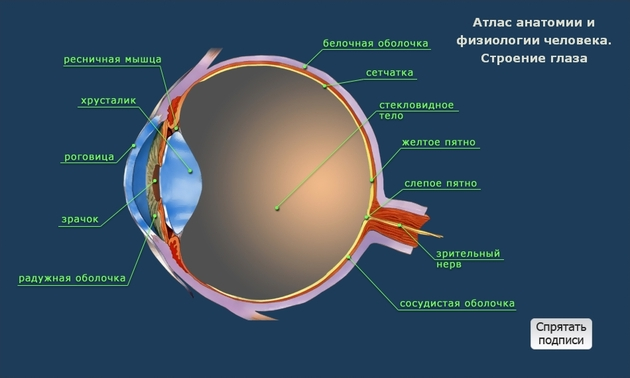 Атлас анатомии и
физиологии человека.
Строение глаза
белочная оболочка
ресничная мышца
сетчатка
хрусталик
стекловидное
тело
желтое пятно
роговица
слепое пятно
зрачок
зрительный
нерв
радужная оболочка
сосудистая оболочка
Спрятать
подписи